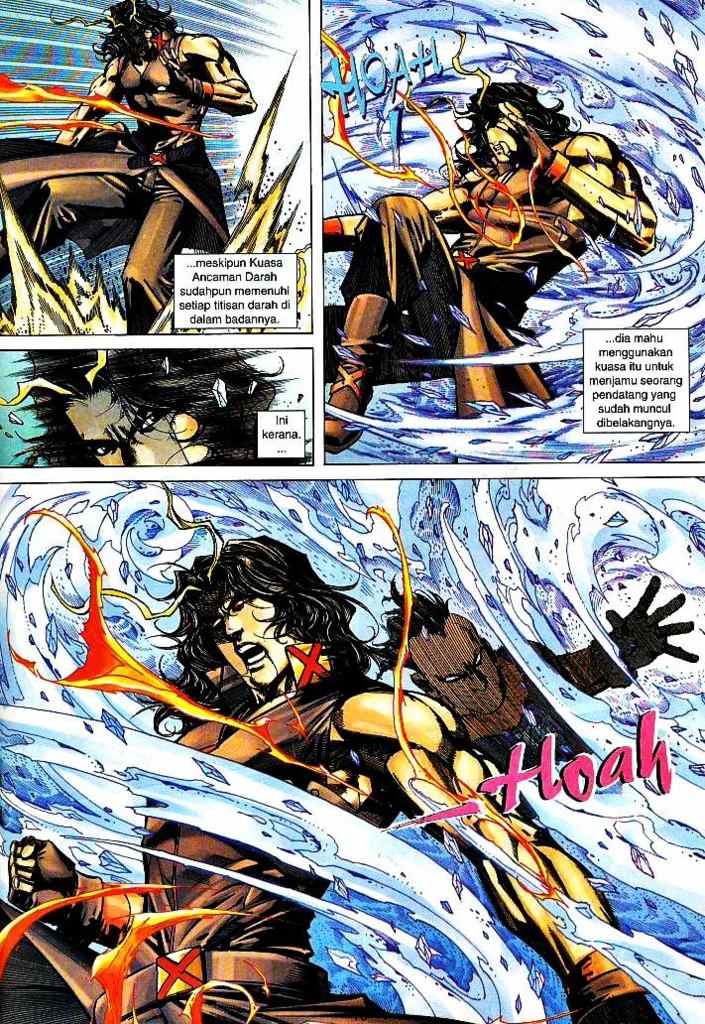 ...meskipun Kuasa
Ancaman Darah
sudahpun memenuhi
setiap titisan darah di
dalam badannya.
HOAH
!
...dia mahu
menggunakan
kuasa itu untuk
menjamu seorang
pendatang yang
sudah muncul
dibelakangnya.
Ini
kerana.
...
Hoah